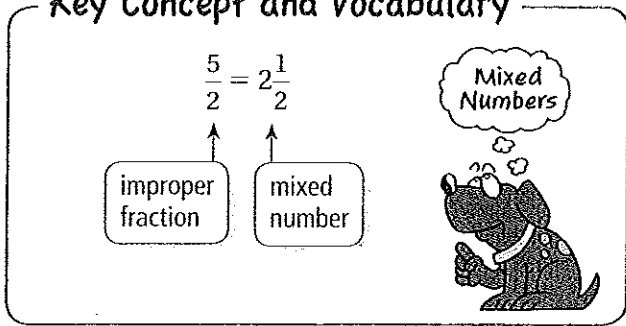 Key Concept and Vocabulary
5/2 = 2 1/2
improper
fraction
mixed
number
Mixed
Numbers